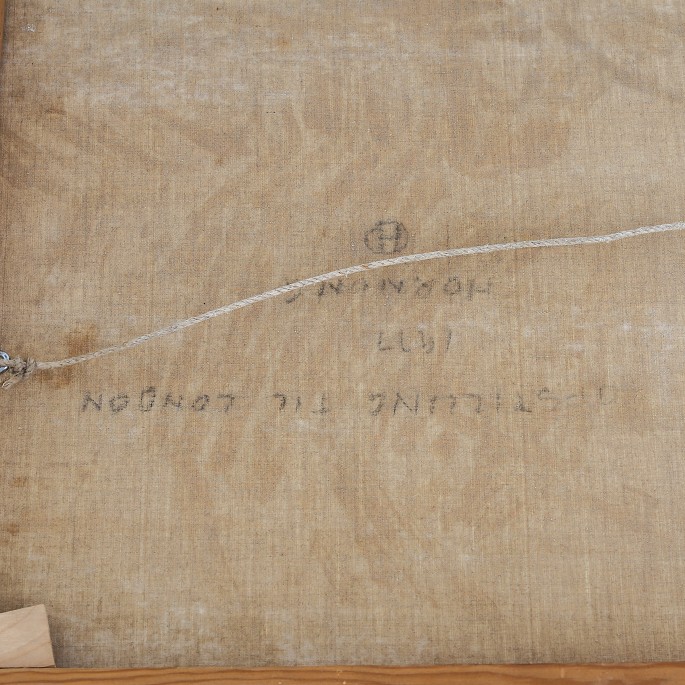 UDSTILLING TIL LONDON
1977
HORNUNG
H